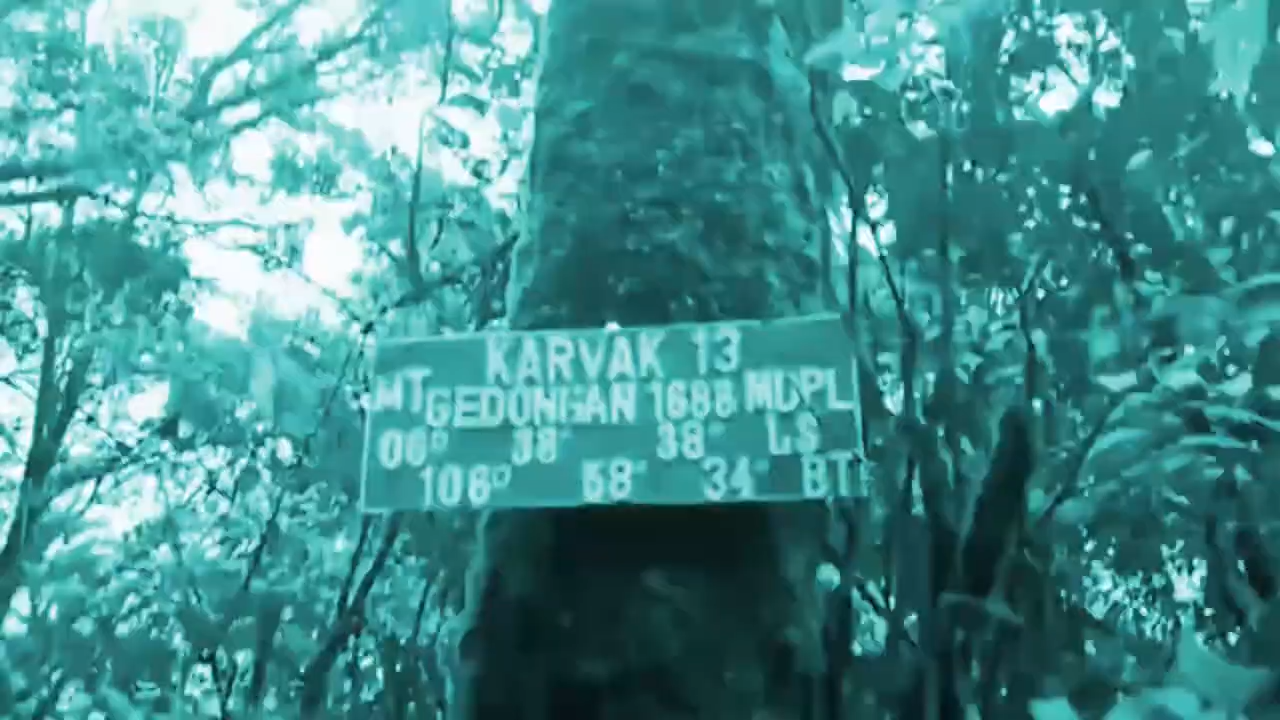 KARVAK 13
MT GEDONGAN 1688 MDPL
06° 38' 38" LS
106° 58' 34" BT